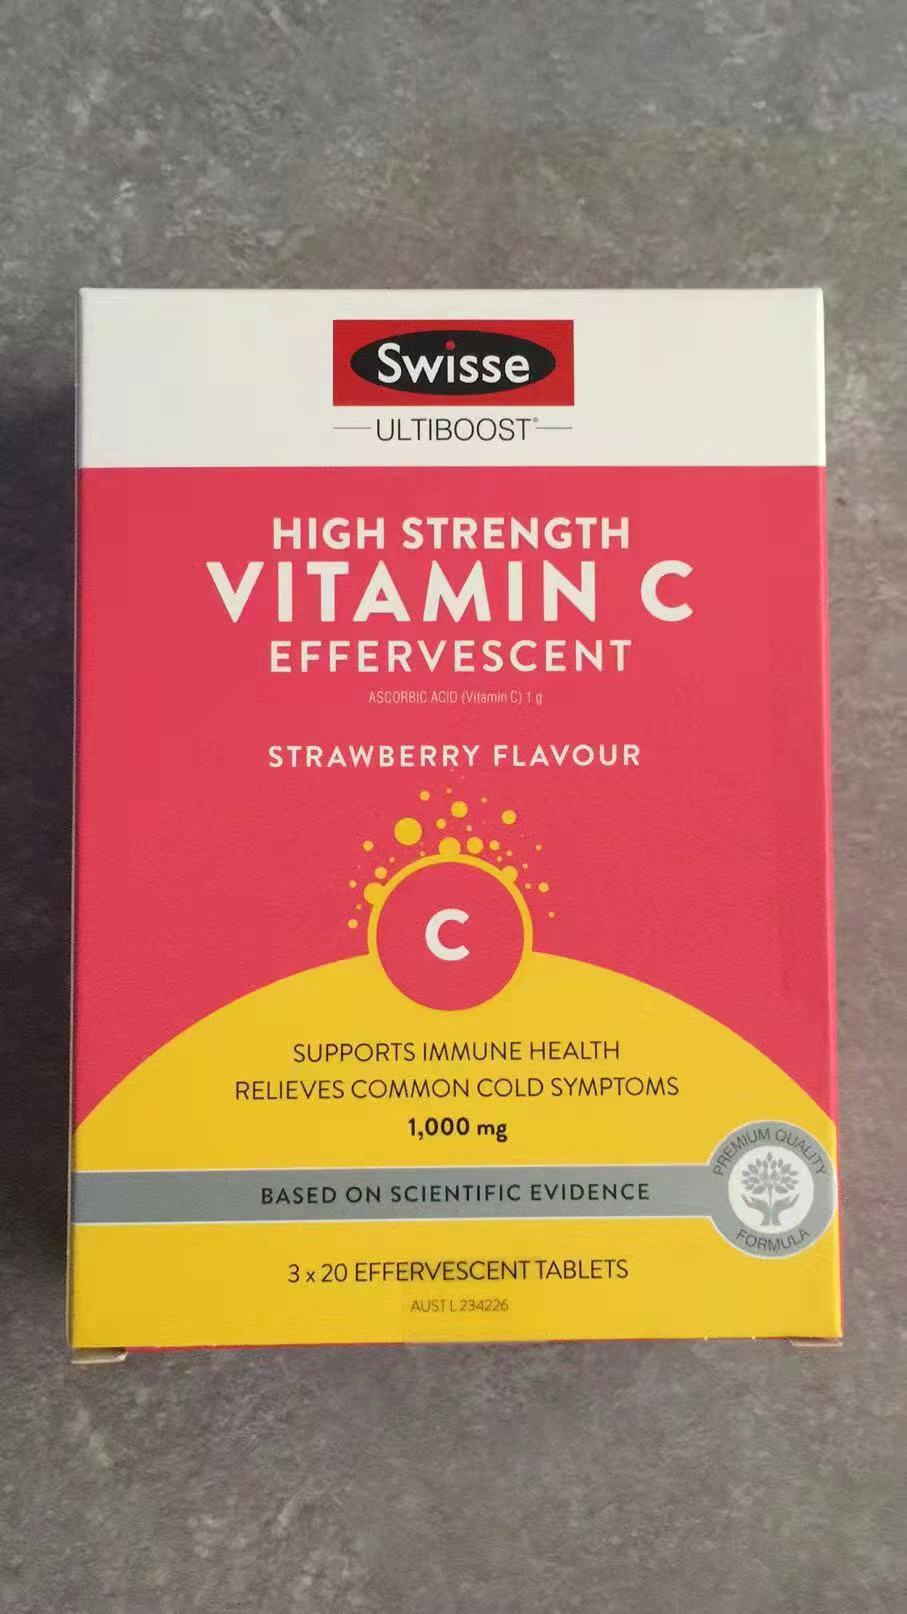 Swisse
ULTIBOOST®
HIGH STRENGTH
VITAMIN C
EFFERVESCENT
ASCORBIC ACID (Vitamin C) 1 g
STRAWBERRY FLAVOUR
C
SUPPORTS IMMUNE HEALTH
RELIEVES COMMON COLD SYMPTOMS
1,000 mg
PREMIUM QUALITY
BASED ON SCIENTIFIC EVIDENCE
FORMULA
3 x 20 EFFERVESCENT TABLETS
AUST L 234226